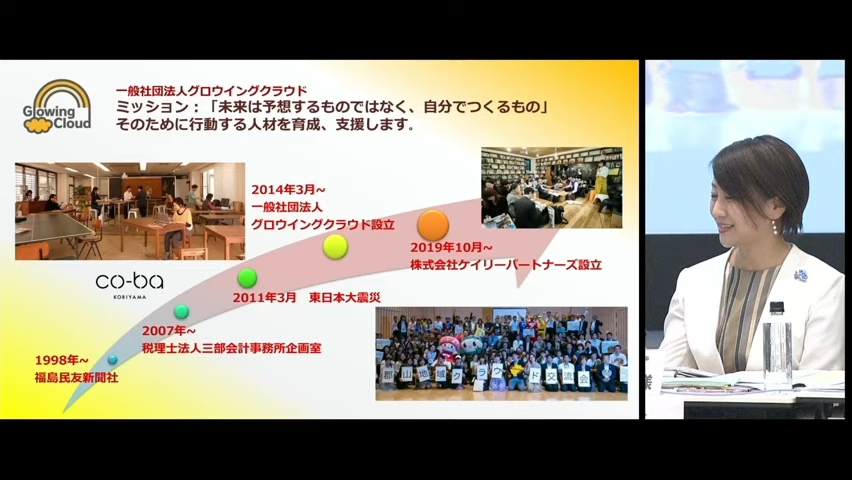 Glowing
Cloud
一般社団法人グロウイングクラウド
ミッション：「未来は予想するものではなく、自分でつくるもの」
そのために行動する人材を育成、支援します。
2014年3月~
一般社団法人
グロウイングクラウド設立
2019年10月~
株式会社ケイリーパートナーズ設立
co-ba
KORIYAMA
2011年3月　東日本大震災
2007年~
税理士法人三部会計事務所企画室
1998年~
福島民友新聞社
郡山地域クラウド交流会
様